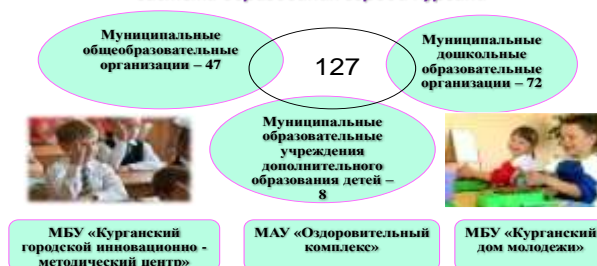 Муниципальные
общеобразовательные
организации – 47
127
Муниципальные
дошкольные
образовательные
организации – 72
Муниципальные
образовательные
учреждения
дополнительного
образования детей –
8
МБУ «Курганский
городской инновационно -
методический центр»
МАУ «Оздоровительный
комплекс»
МБУ «Курганский
дом молодежи»